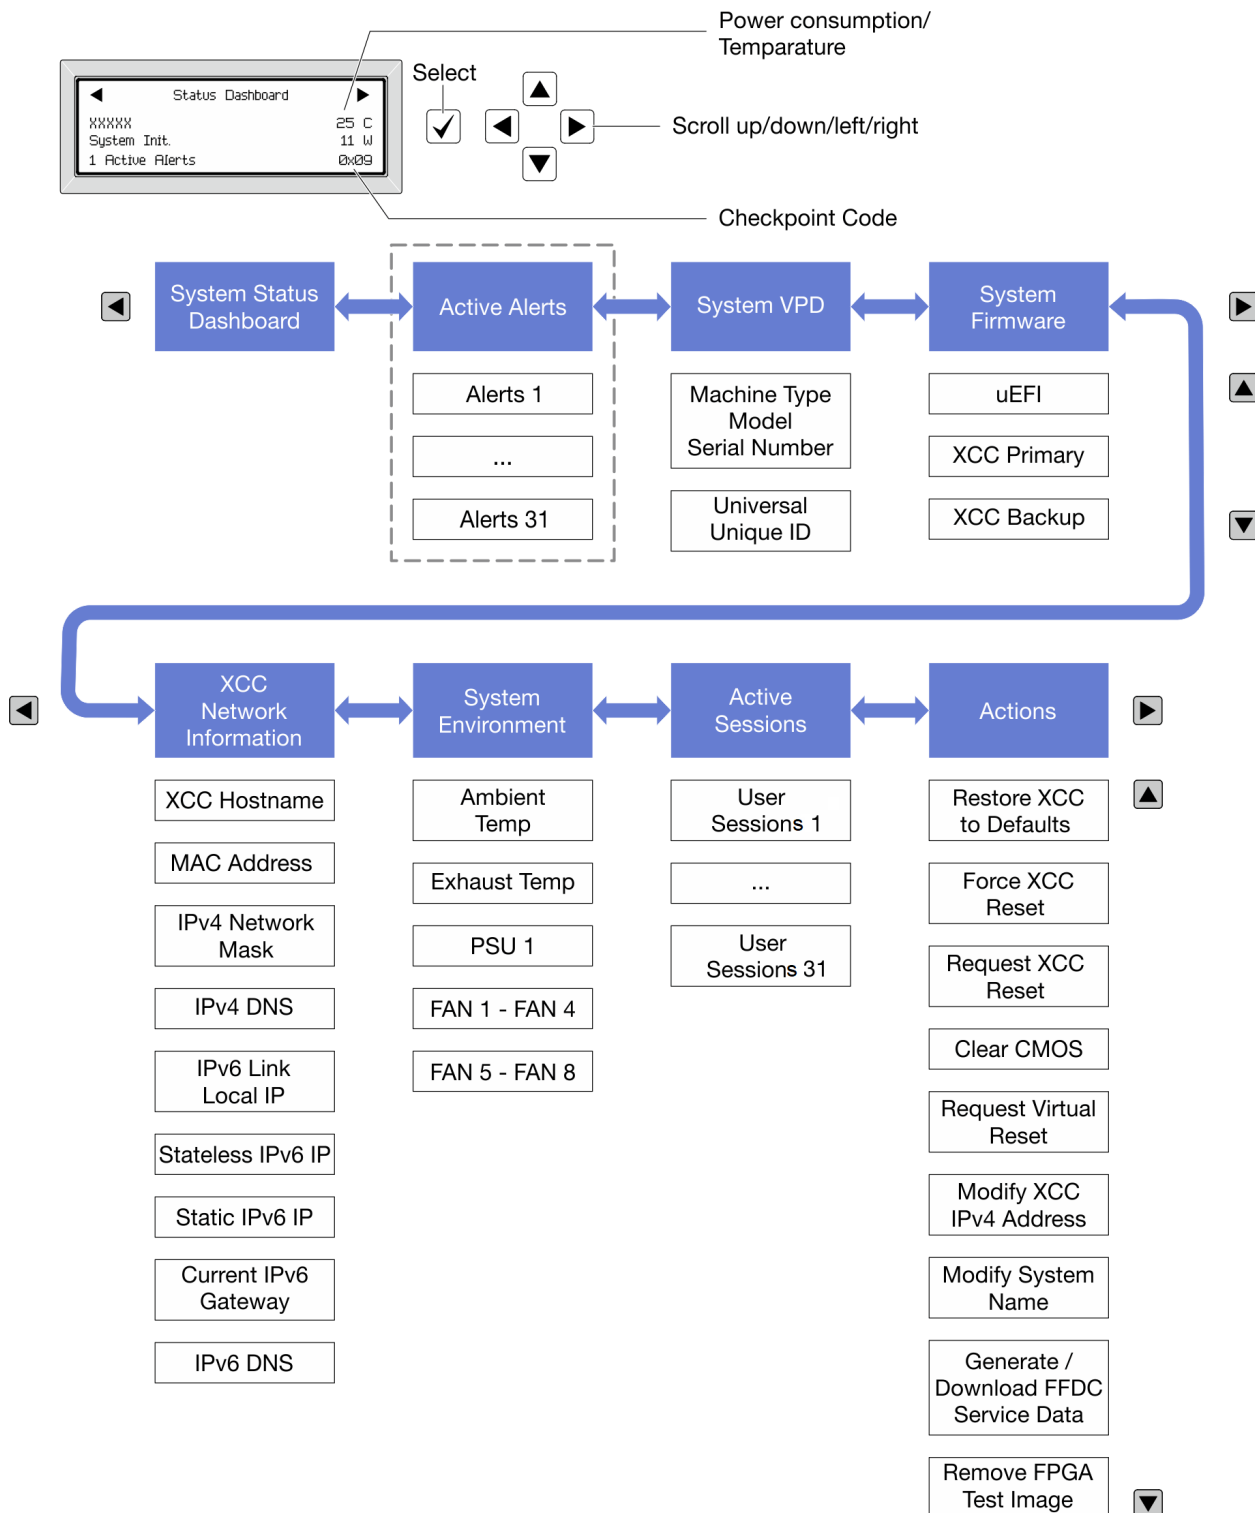 Power consumption/
Temparature
Select
Status Dashboard
XXXXX 25 C
System Init. 11 W
1 Active Alerts 0x09
Scroll up/down/left/right
Checkpoint Code
System Status
Dashboard
Active Alerts
System VPD
System
Firmware
Alerts 1
...
Alerts 31
Machine Type
Model
Serial Number
Universal
Unique ID
uEFI
XCC Primary
XCC Backup
XCC
Network
Information
System
Environment
Active
Sessions
Actions
XCC Hostname
MAC Address
IPv4 Network
Mask
IPv4 DNS
IPv6 Link
Local IP
Stateless IPv6 IP
Static IPv6 IP
Current IPv6
Gateway
IPv6 DNS
Ambient
Temp
Exhaust Temp
PSU 1
FAN 1 - FAN 4
FAN 5 - FAN 8
User
Sessions 1
...
User
Sessions 31
Restore XCC
to Defaults
Force XCC
Reset
Request XCC
Reset
Clear CMOS
Request Virtual
Reset
Modify XCC
IPv4 Address
Modify System
Name
Generate /
Download FFDC
Service Data
Remove FPGA
Test Image